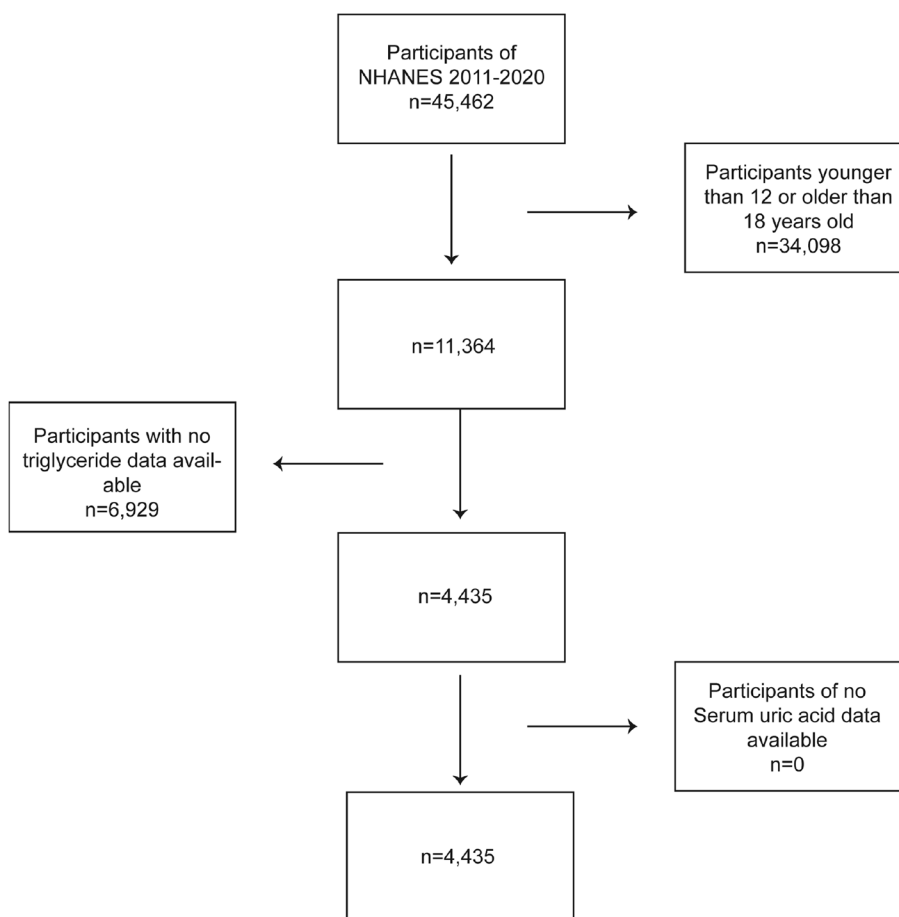 Participants of
NHANES 2011-2020
n=45,462
Participants younger
than 12 or older than
18 years old
n=34,098
n=11,364
Participants with no
triglyceride data avail-
able
n=6,929
n=4,435
Participants of no
Serum uric acid data
available
n=0
n=4,435